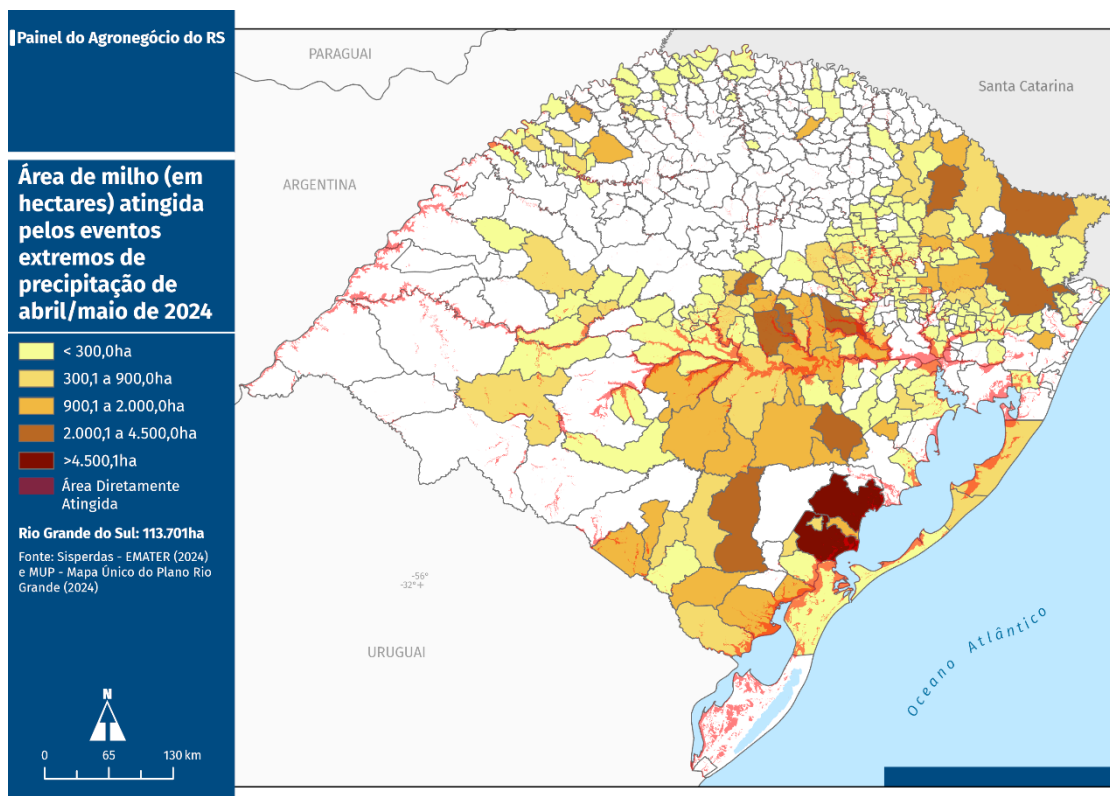 Painel do Agronegócio do RS
Área de milho (em
hectares) atingida
pelos eventos
extremos de
precipitação de
abril/maio de 2024
< 300,0ha
300,1 a 900,0ha
900,1 a 2.000,0ha
2.000,1 a 4.500,0ha
>4.500,1ha
Área Diretamente
Atingida
Rio Grande do Sul: 113.701ha
Fonte: Sisperdas - EMATER (2024)
e MUP - Mapa Único do Plano Rio
Grande (2024)
N
0 65 130 km
PARAGUAI
Santa Catarina
ARGENTINA
-56°
-32°
URUGUAI
Oceano Atlântico